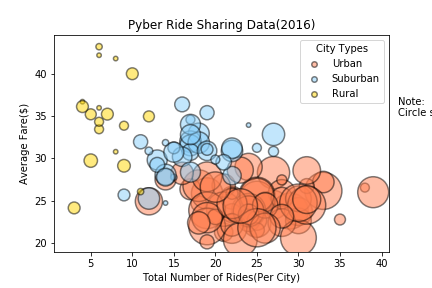 Pyber Ride Sharing Data(2016)
City Types
Urban
Suburban
Rural
Note:
Circle s
Average Fare($)
40
35
30
25
20
5
10
15
20
25
30
35
40
Total Number of Rides(Per City)